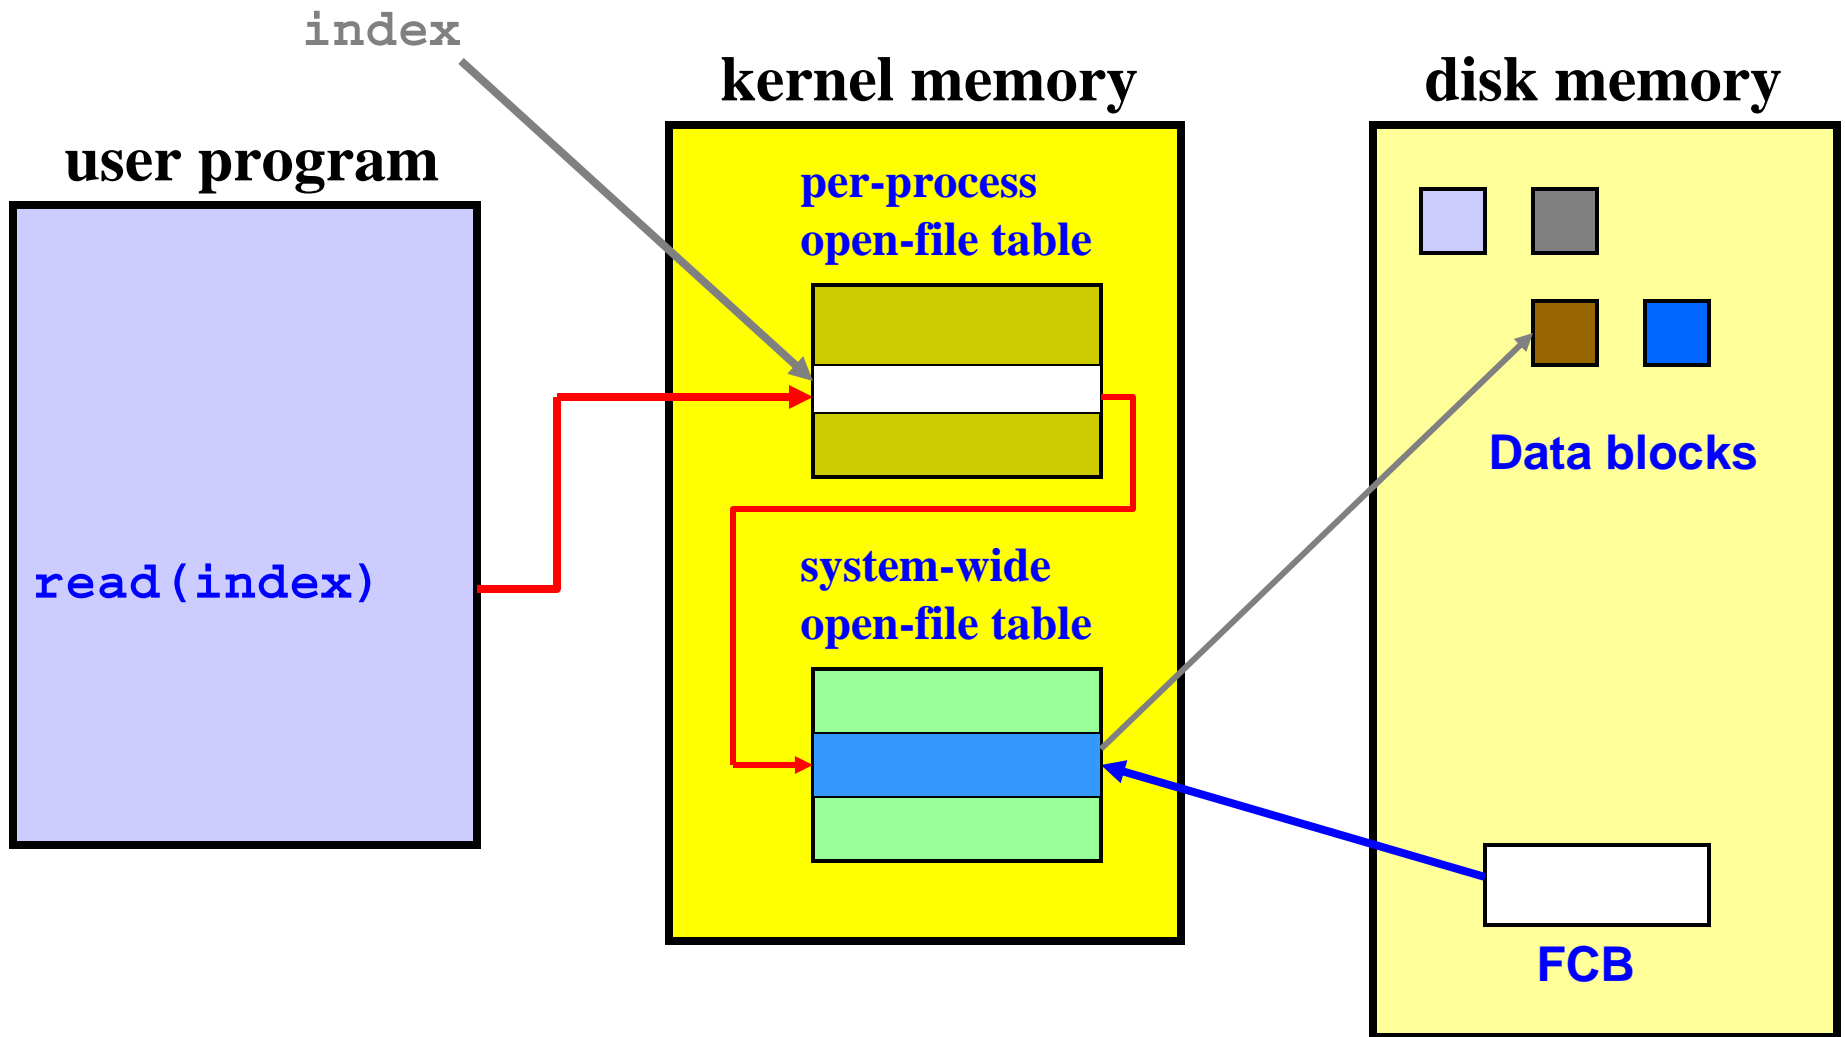 index
kernel memory
disk memory
user program
per-process
open-file table
Data blocks
read(index)
system-wide
open-file table
FCB